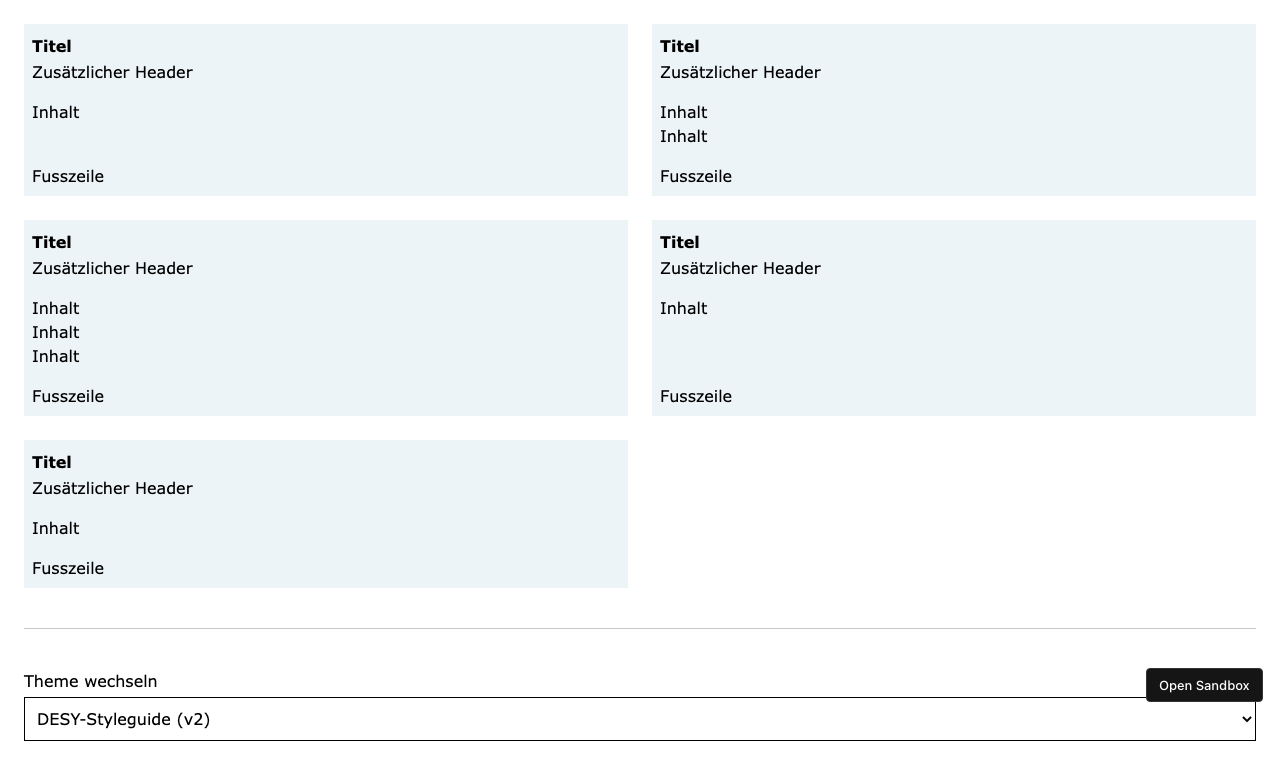 Titel
Zusätzlicher Header
Inhalt
Fusszeile
Titel
Zusätzlicher Header
Inhalt
Inhalt
Fusszeile
Titel
Zusätzlicher Header
Inhalt
Inhalt
Inhalt
Fusszeile
Titel
Zusätzlicher Header
Inhalt
Fusszeile
Titel
Zusätzlicher Header
Inhalt
Fusszeile
Theme wechseln
Open Sandbox
DESY-Styleguide (v2)